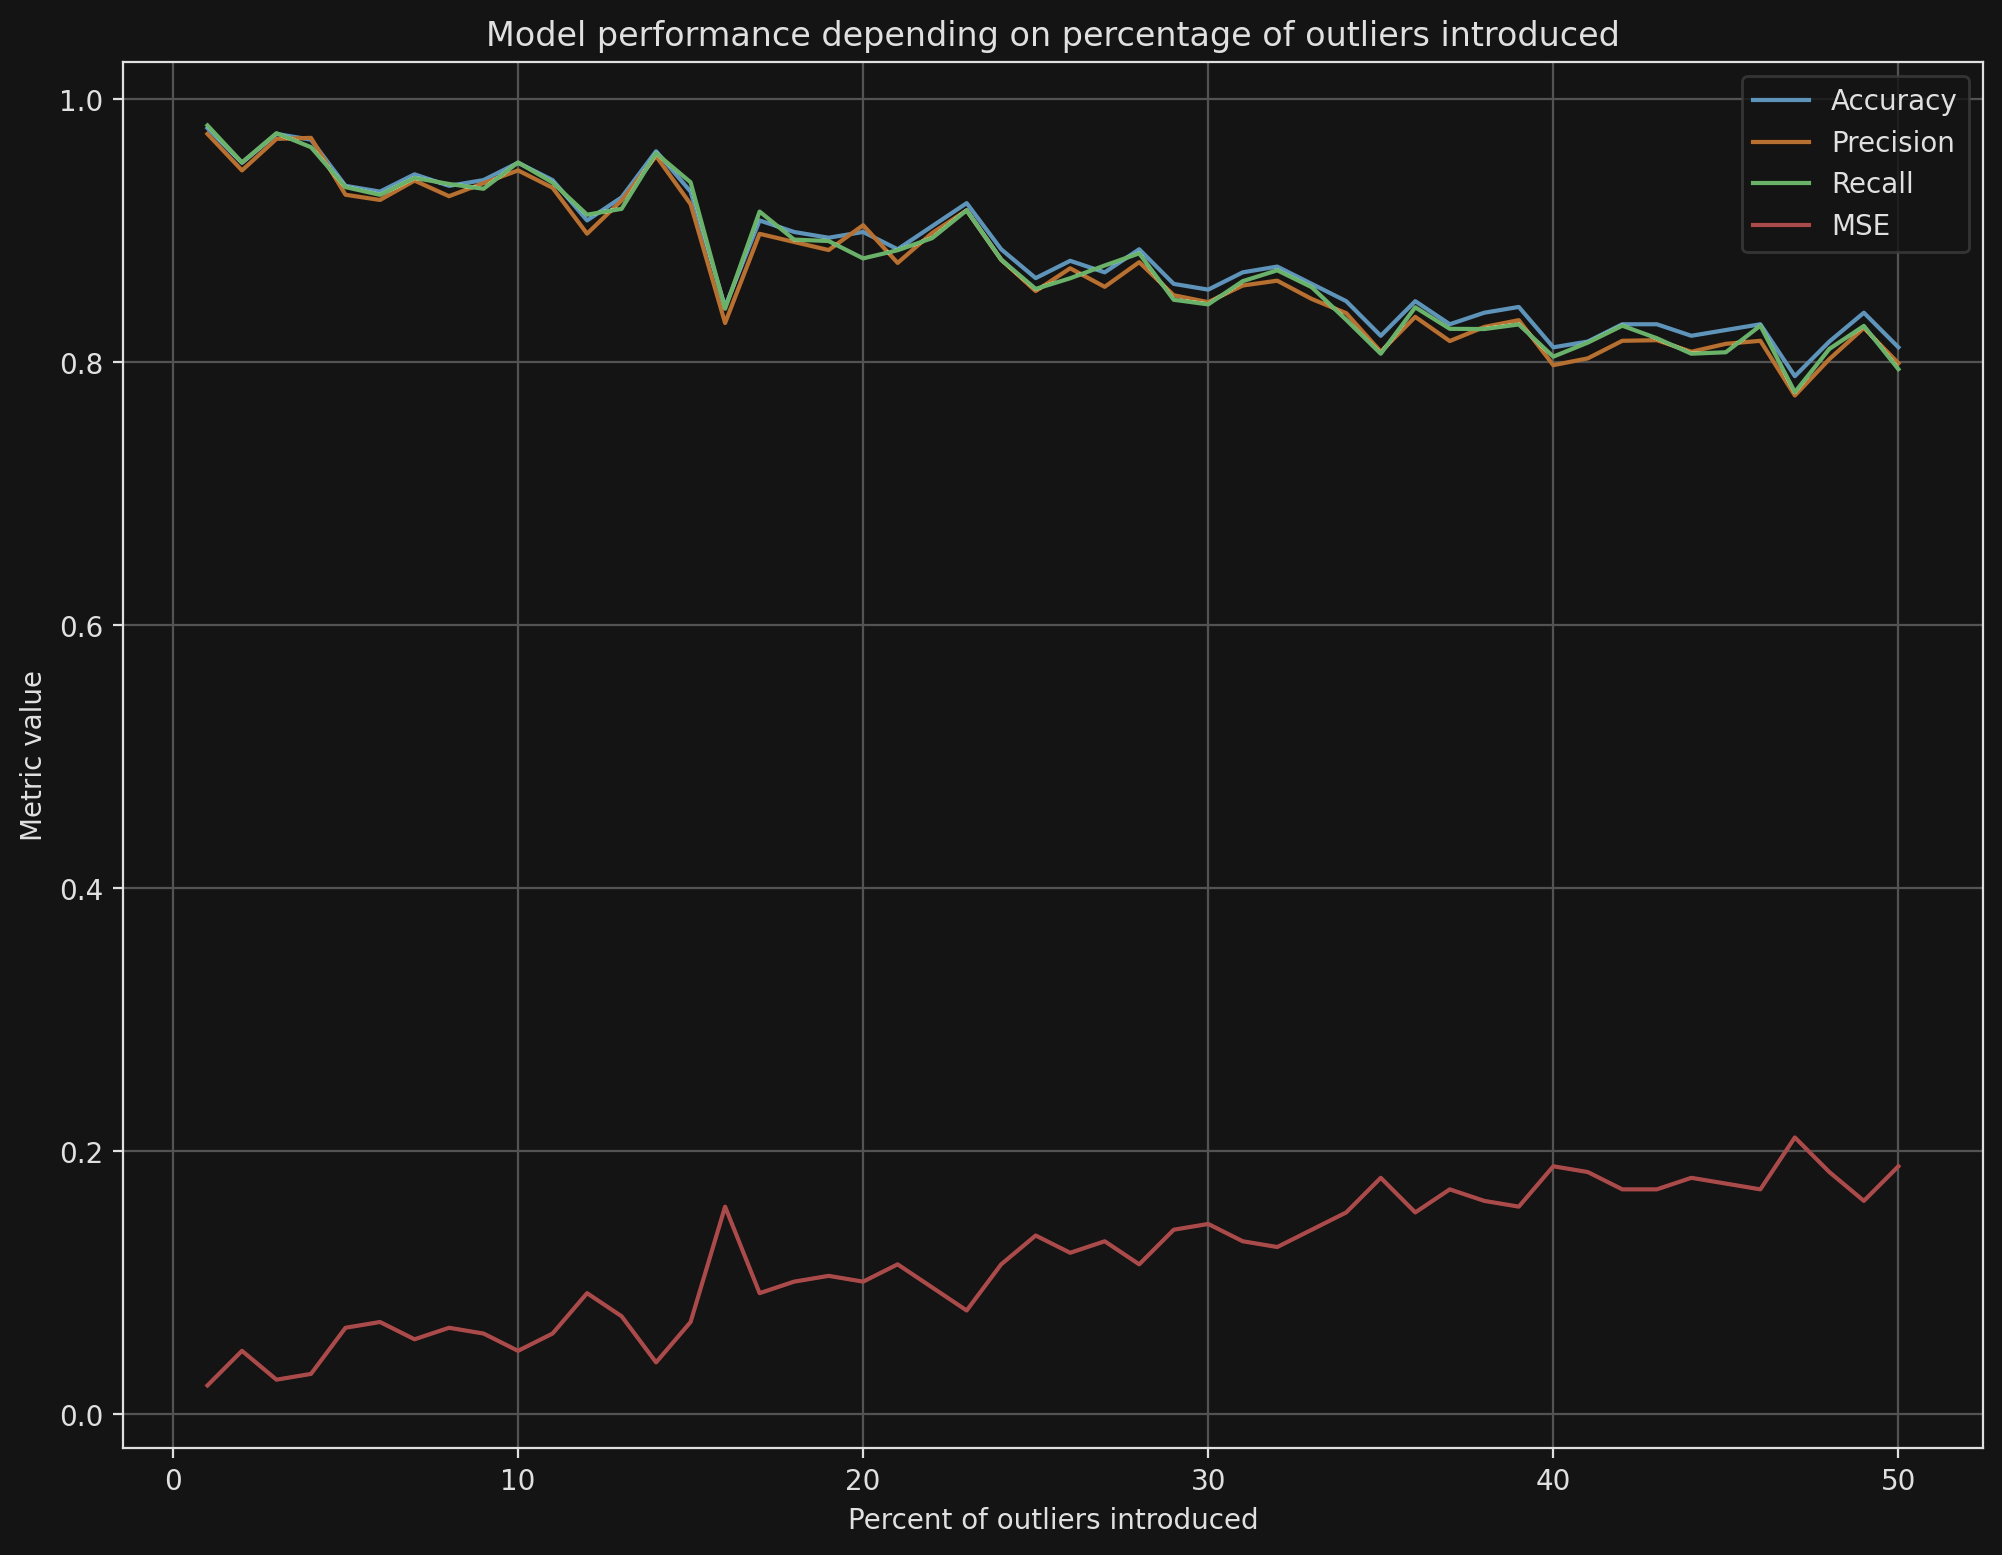 Model performance depending on percentage of outliers introduced
1.0
0.8
0.6
0.4
0.2
0.0
Metric value
Accuracy
Precision
Recall
MSE
0 10 20 30 40 50
Percent of outliers introduced